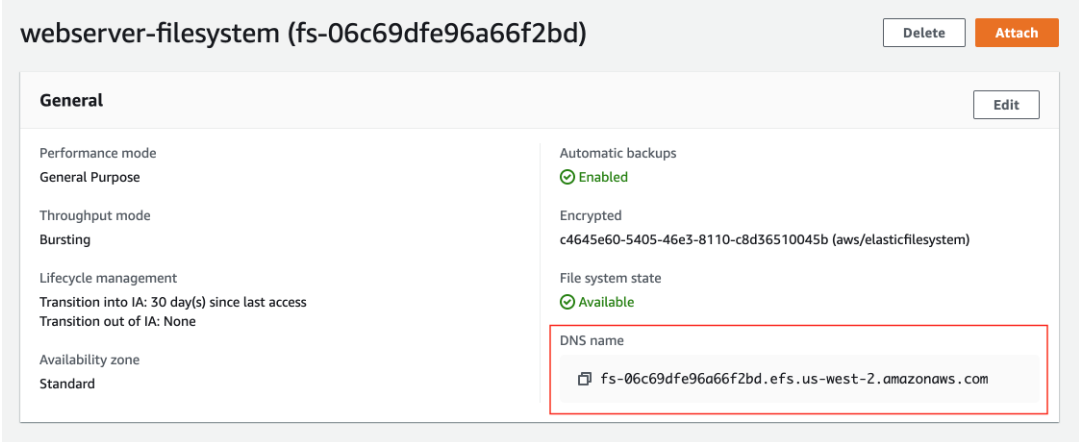 webserver-filesystem (fs-06c69dfe96a66f2bd)
Delete
Attach
General
Edit
Performance mode
General Purpose
Throughput mode
Bursting
Lifecycle management
Transition into IA: 30 day(s) since last access
Transition out of IA: None
Availability zone
Standard
Automatic backups
Enabled
Encrypted
c4645e60-5405-46e3-8110-c8d36510045b (aws/elasticfilesystem)
File system state
Available
DNS name
fs-06c69dfe96a66f2bd.efs.us-west-2.amazonaws.com